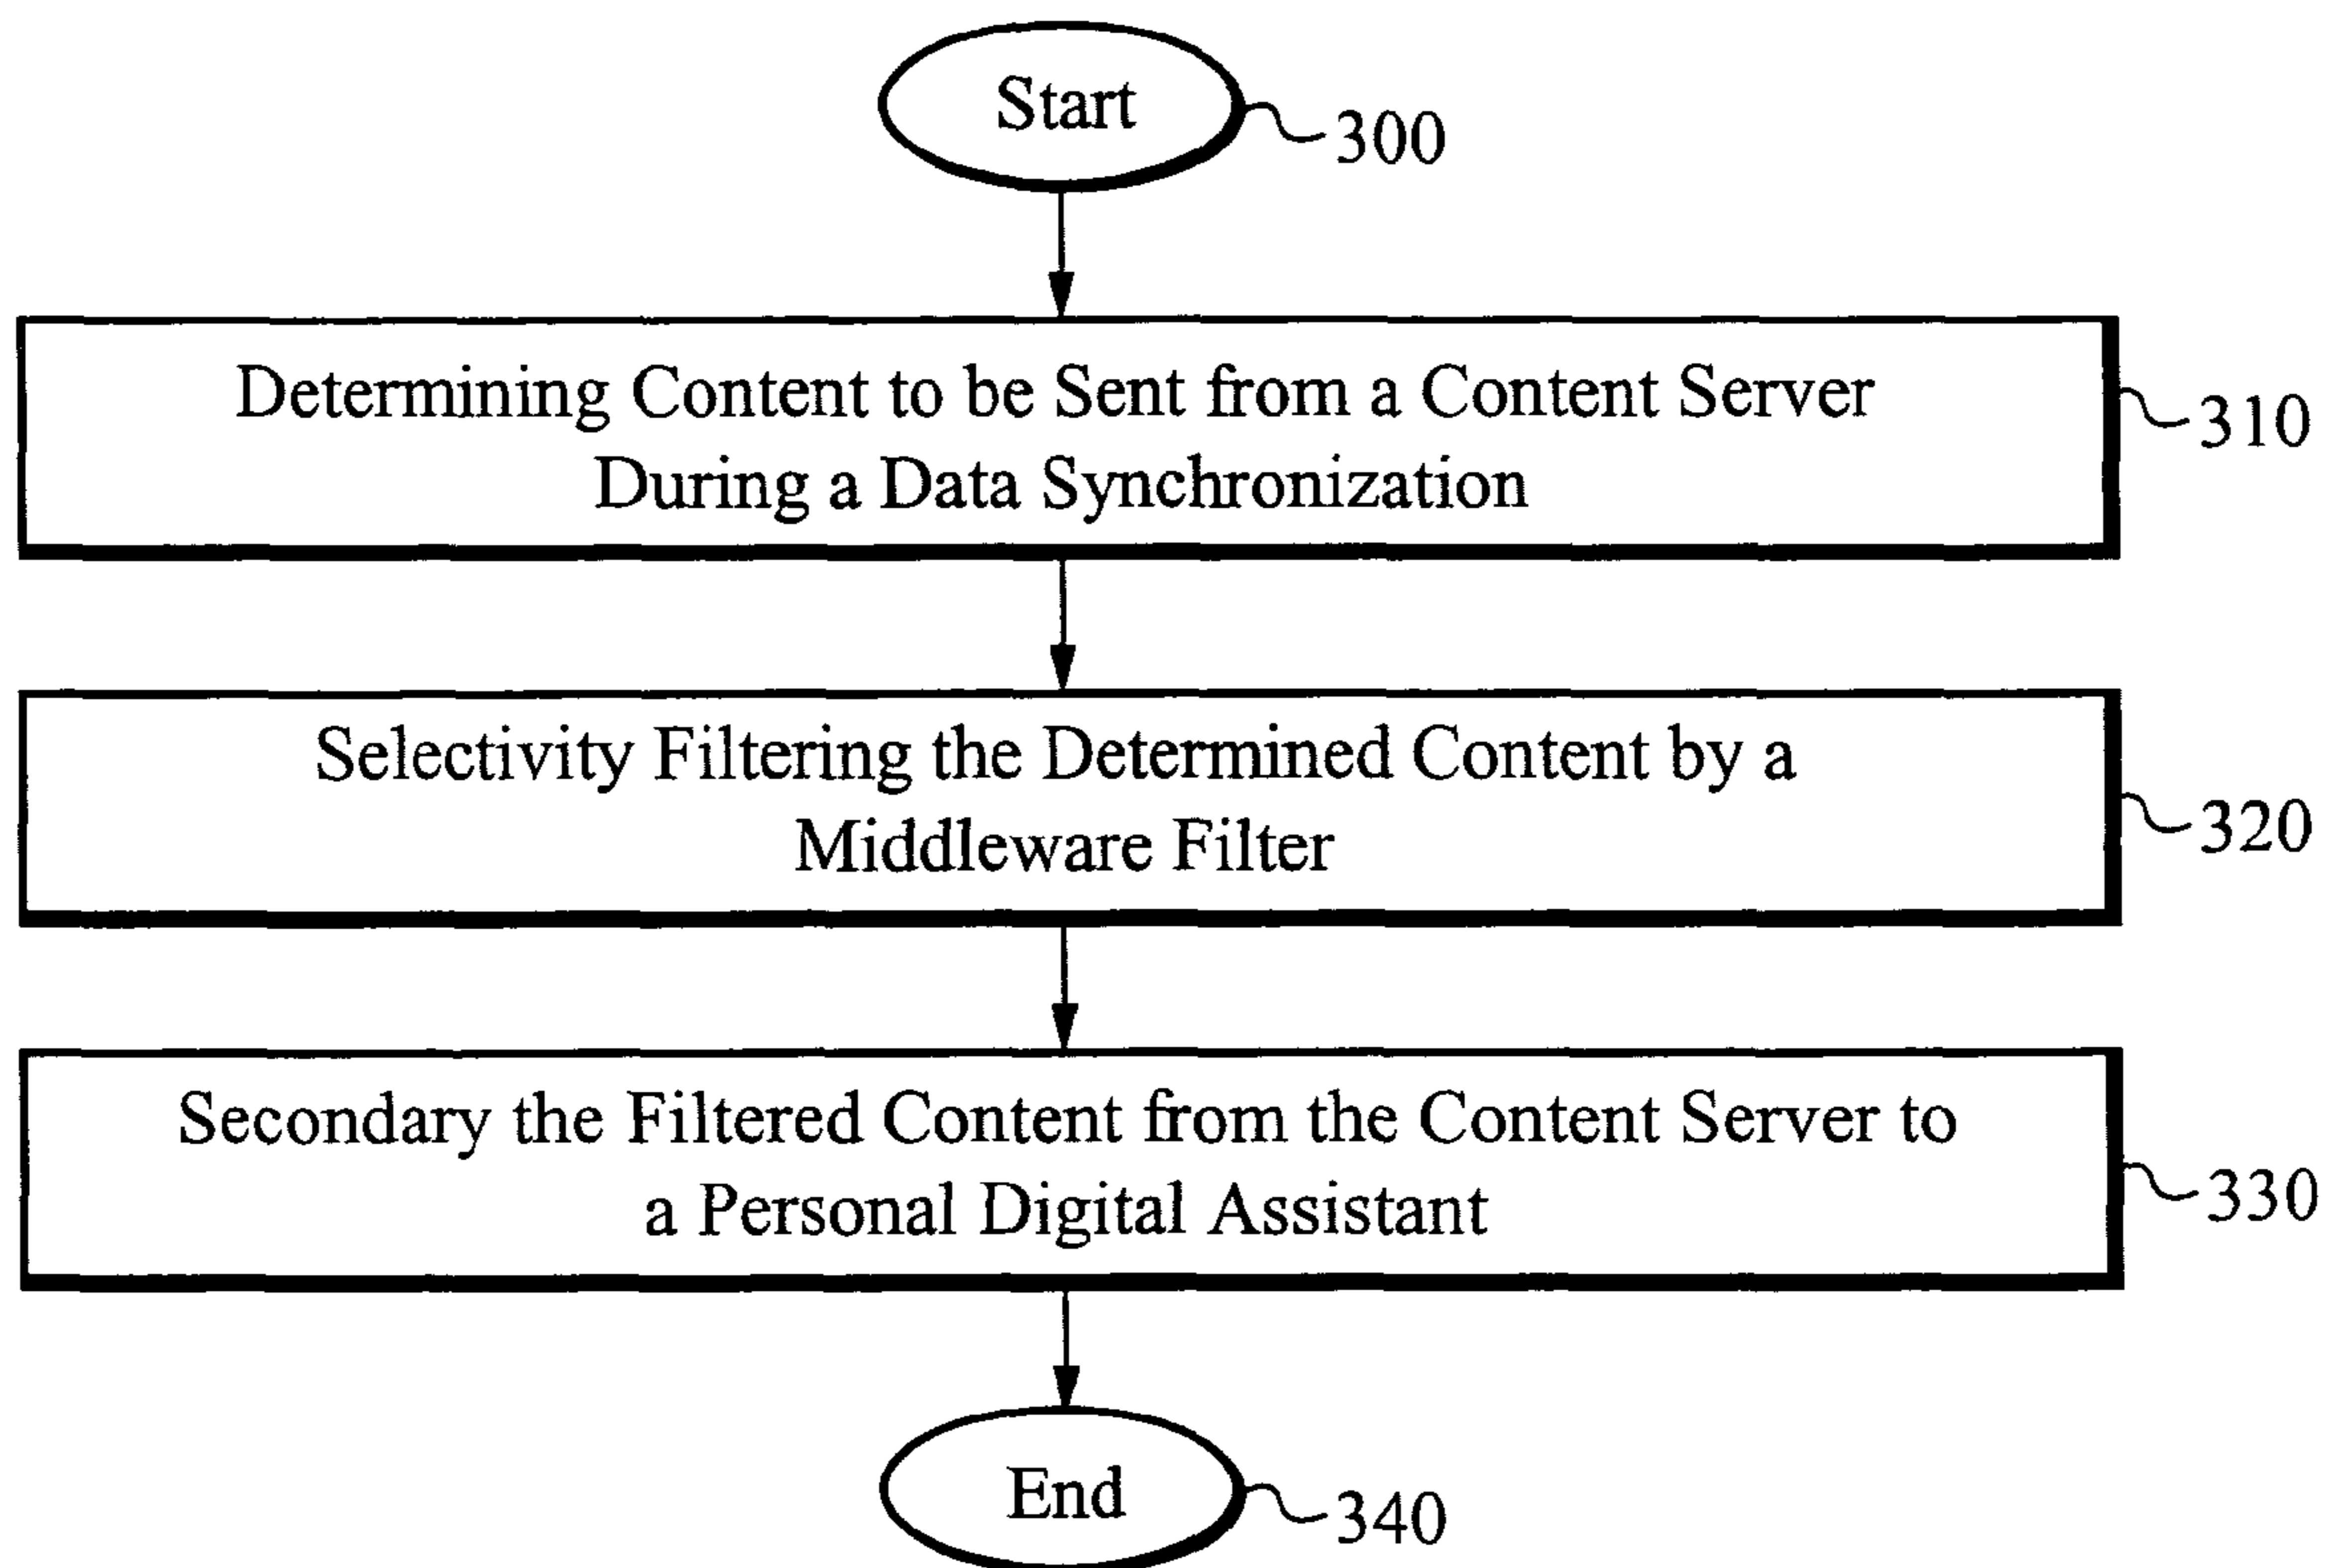 Start
300
Determining Content to be Sent from a Content Server
During a Data Synchronization
310
Selectivity Filtering the Determined Content by a
Middleware Filter
320
Secondary the Filtered Content from the Content Server to
a Personal Digital Assistant
330
End
340